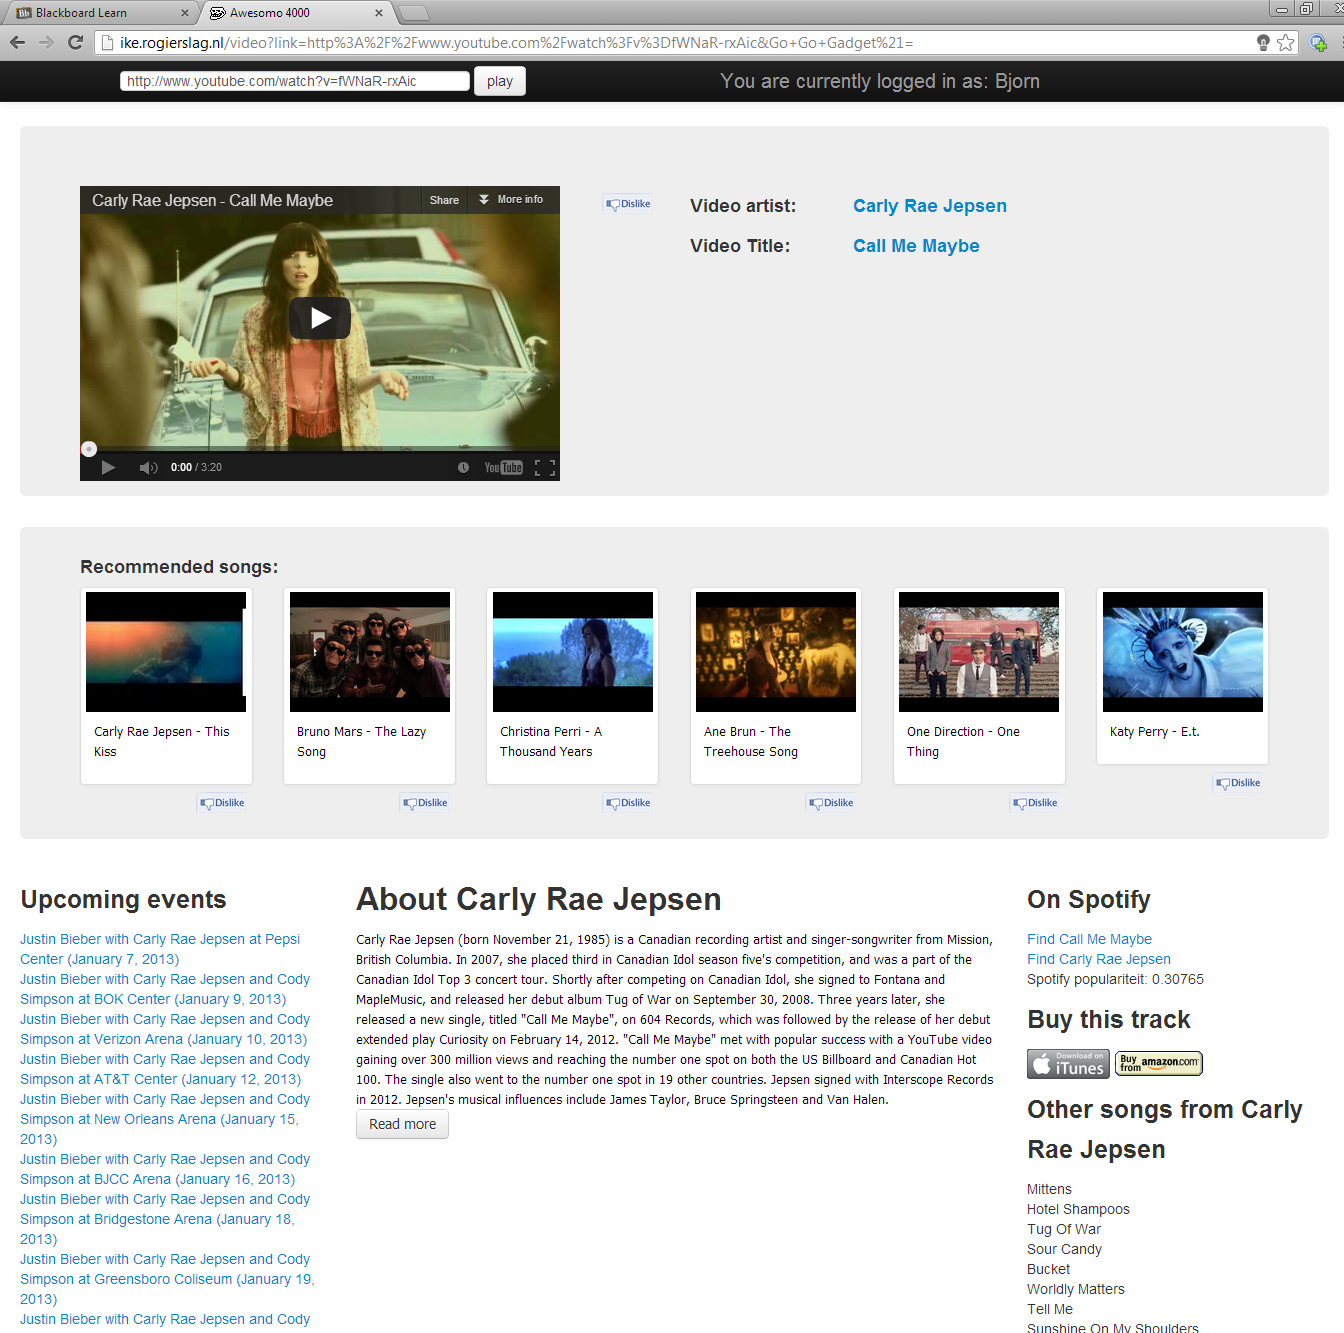 Blackboard Learn
Awesomo 4000
ike.rogierslag.nl/video?link=http%3A%2F%2Fwww.youtube.com%2Fwatch%3Fv%3DfWNaR-rxAic&Go+Go+Gadget%21=
http://www.youtube.com/watch?v=fWNaR-rxAic
play
You are currently logged in as: Bjorn
Carly Rae Jepsen - Call Me Maybe
Share
More info
0:00 / 3:20
YouTube
Dislike
Video artist:
Carly Rae Jepsen
Video Title:
Call Me Maybe
Recommended songs:
Carly Rae Jepsen - This
Kiss
Dislike
Bruno Mars - The Lazy
Song
Dislike
Christina Perri - A
Thousand Years
Dislike
Ane Brun - The
Treehouse Song
Dislike
One Direction - One
Thing
Dislike
Katy Perry - E.t.
Dislike
Upcoming events
Justin Bieber with Carly Rae Jepsen at Pepsi
Center (January 7, 2013)
Justin Bieber with Carly Rae Jepsen and Cody
Simpson at BOK Center (January 9, 2013)
Justin Bieber with Carly Rae Jepsen and Cody
Simpson at Verizon Arena (January 10, 2013)
Justin Bieber with Carly Rae Jepsen and Cody
Simpson at AT&T Center (January 12, 2013)
Justin Bieber with Carly Rae Jepsen and Cody
Simpson at New Orleans Arena (January 15,
2013)
Justin Bieber with Carly Rae Jepsen and Cody
Simpson at BJCC Arena (January 16, 2013)
Justin Bieber with Carly Rae Jepsen and Cody
Simpson at Bridgestone Arena (January 18,
2013)
Justin Bieber with Carly Rae Jepsen and Cody
Simpson at Greensboro Coliseum (January 19,
2013)
Justin Bieber with Carly Rae Jepsen and Cody
About Carly Rae Jepsen
Carly Rae Jepsen (born November 21, 1985) is a Canadian recording artist and singer-songwriter from Mission,
British Columbia. In 2007, she placed third in Canadian Idol season five's competition, and was a part of the
Canadian Idol Top 3 concert tour. Shortly after competing on Canadian Idol, she signed to Fontana and
MapleMusic, and released her debut album Tug of War on September 30, 2008. Three years later, she
released a new single, titled "Call Me Maybe", on 604 Records, which was followed by the release of her debut
extended play Curiosity on February 14, 2012. "Call Me Maybe" met with popular success with a YouTube video
gaining over 300 million views and reaching the number one spot on both the US Billboard and Canadian Hot
100. The single also went to the number one spot in 19 other countries. Jepsen signed with Interscope Records
in 2012. Jepsen's musical influences include James Taylor, Bruce Springsteen and Van Halen.
Read more
On Spotify
Find Call Me Maybe
Find Carly Rae Jepsen
Spotify populariteit: 0.30765
Buy this track
Download on
iTunes
Buy
from amazon.com
Other songs from Carly
Rae Jepsen
Mittens
Hotel Shampoos
Tug Of War
Sour Candy
Bucket
Worldly Matters
Tell Me
Sunshine On My Shoulders